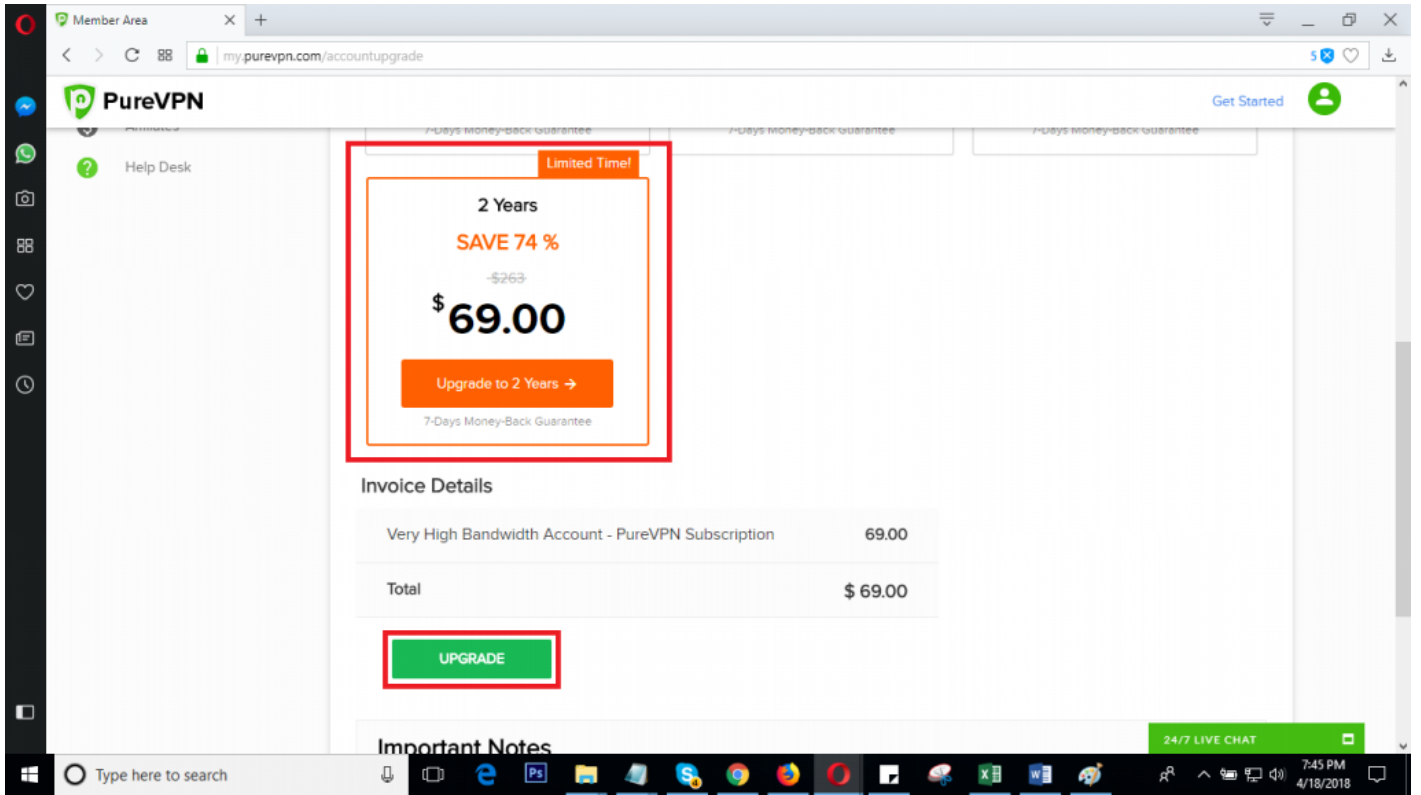 Member Area
my.purevpn.com/accountupgrade
5
PureVPN
Get Started
Affiliates
7-Days Money-Back Guarantee
7-Days Money-Back Guarantee
7-Days Money-Back Guarantee
Help Desk
Limited Time!
2 Years
SAVE 74 %
$263
$69.00
Upgrade to 2 Years →
7-Days Money-Back Guarantee
Invoice Details
Very High Bandwidth Account - PureVPN Subscription 69.00
Total $ 69.00
UPGRADE
Important Notes
24/7 LIVE CHAT
Type here to search
Ps
7:45 PM
4/18/2018